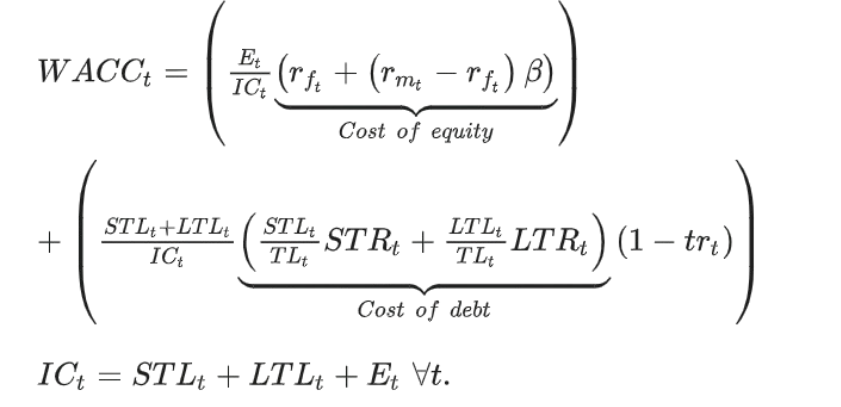 WACC_t = ( E_t/IC_t (r_{f_t} + (r_{m_t} − r_{f_t}) β) )
Cost of equity
+ ( (STL_t+LTL_t)/IC_t (STL_t/TL_t STR_t + LTL_t/TL_t LTR_t) (1 − tr_t) )
Cost of debt
IC_t = STL_t + LTL_t + E_t ∀t.